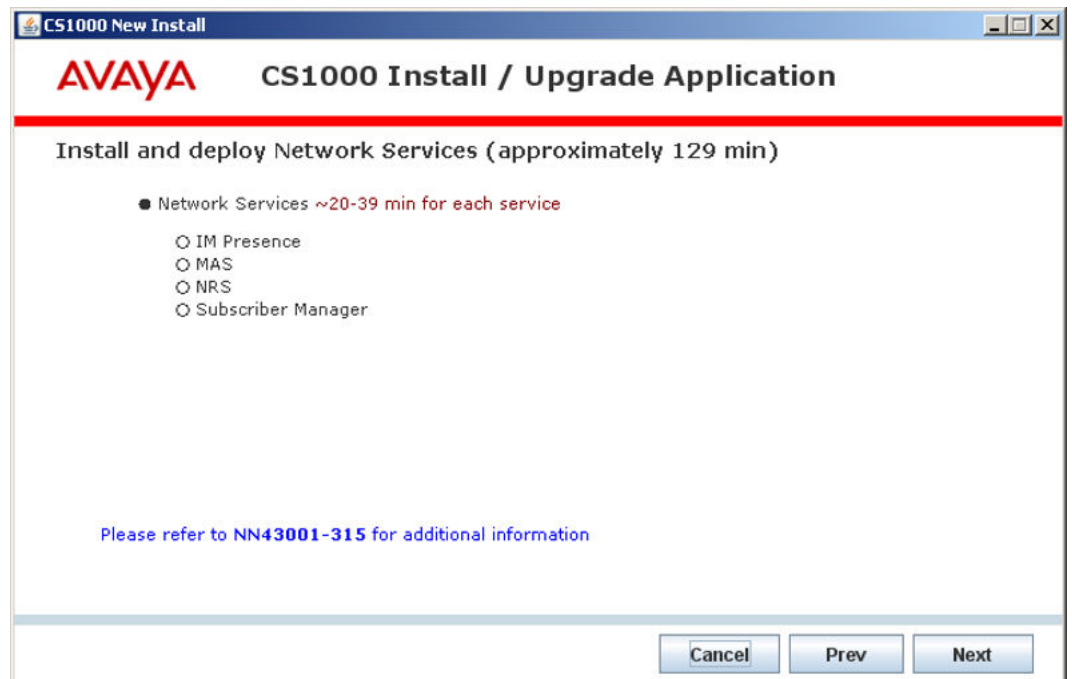 CS1000 New Install
AVAYA CS1000 Install / Upgrade Application
Install and deploy Network Services (approximately 129 min)
Network Services ~20-39 min for each service
IM Presence
MAS
NRS
Subscriber Manager
Please refer to NN43001-315 for additional information
Cancel Prev Next